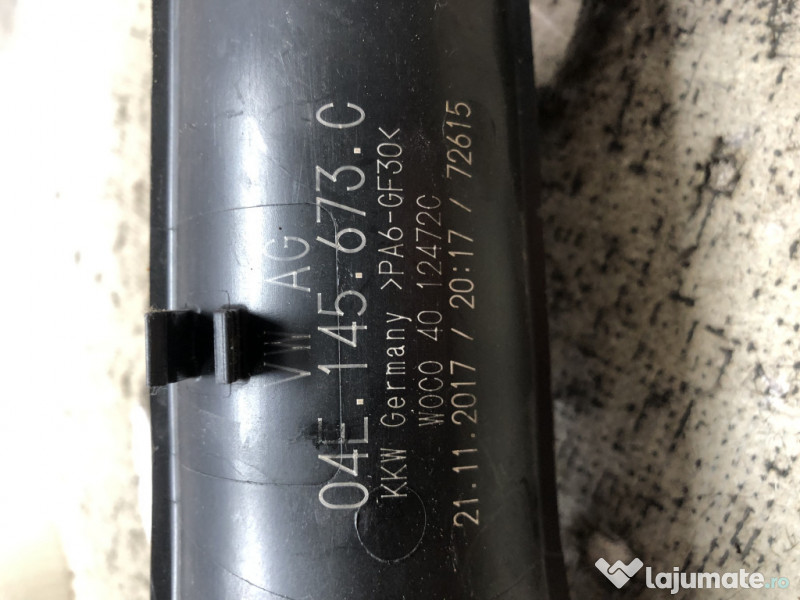 VW AG
04E.145.673.C
KKW Germany >PA6-GF30<
WOCO 40 12472C
21.11.2017 / 20:17 / 72615
lajumate.ro